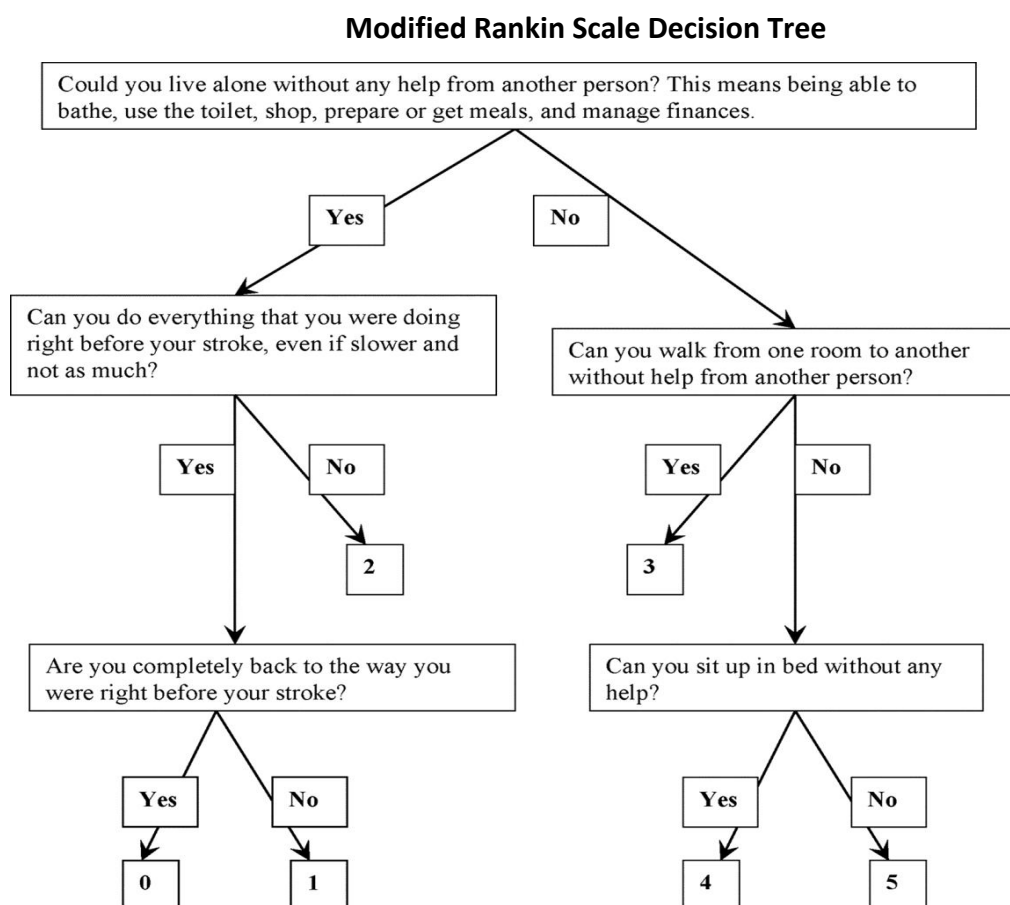 Modified Rankin Scale Decision Tree
Could you live alone without any help from another person? This means being able to
bathe, use the toilet, shop, prepare or get meals, and manage finances.
Yes
No
Can you do everything that you were doing
right before your stroke, even if slower and
not as much?
Can you walk from one room to another
without help from another person?
Yes
No
Yes
No
2
3
Are you completely back to the way you
were right before your stroke?
Can you sit up in bed without any
help?
Yes
No
Yes
No
0
1
4
5